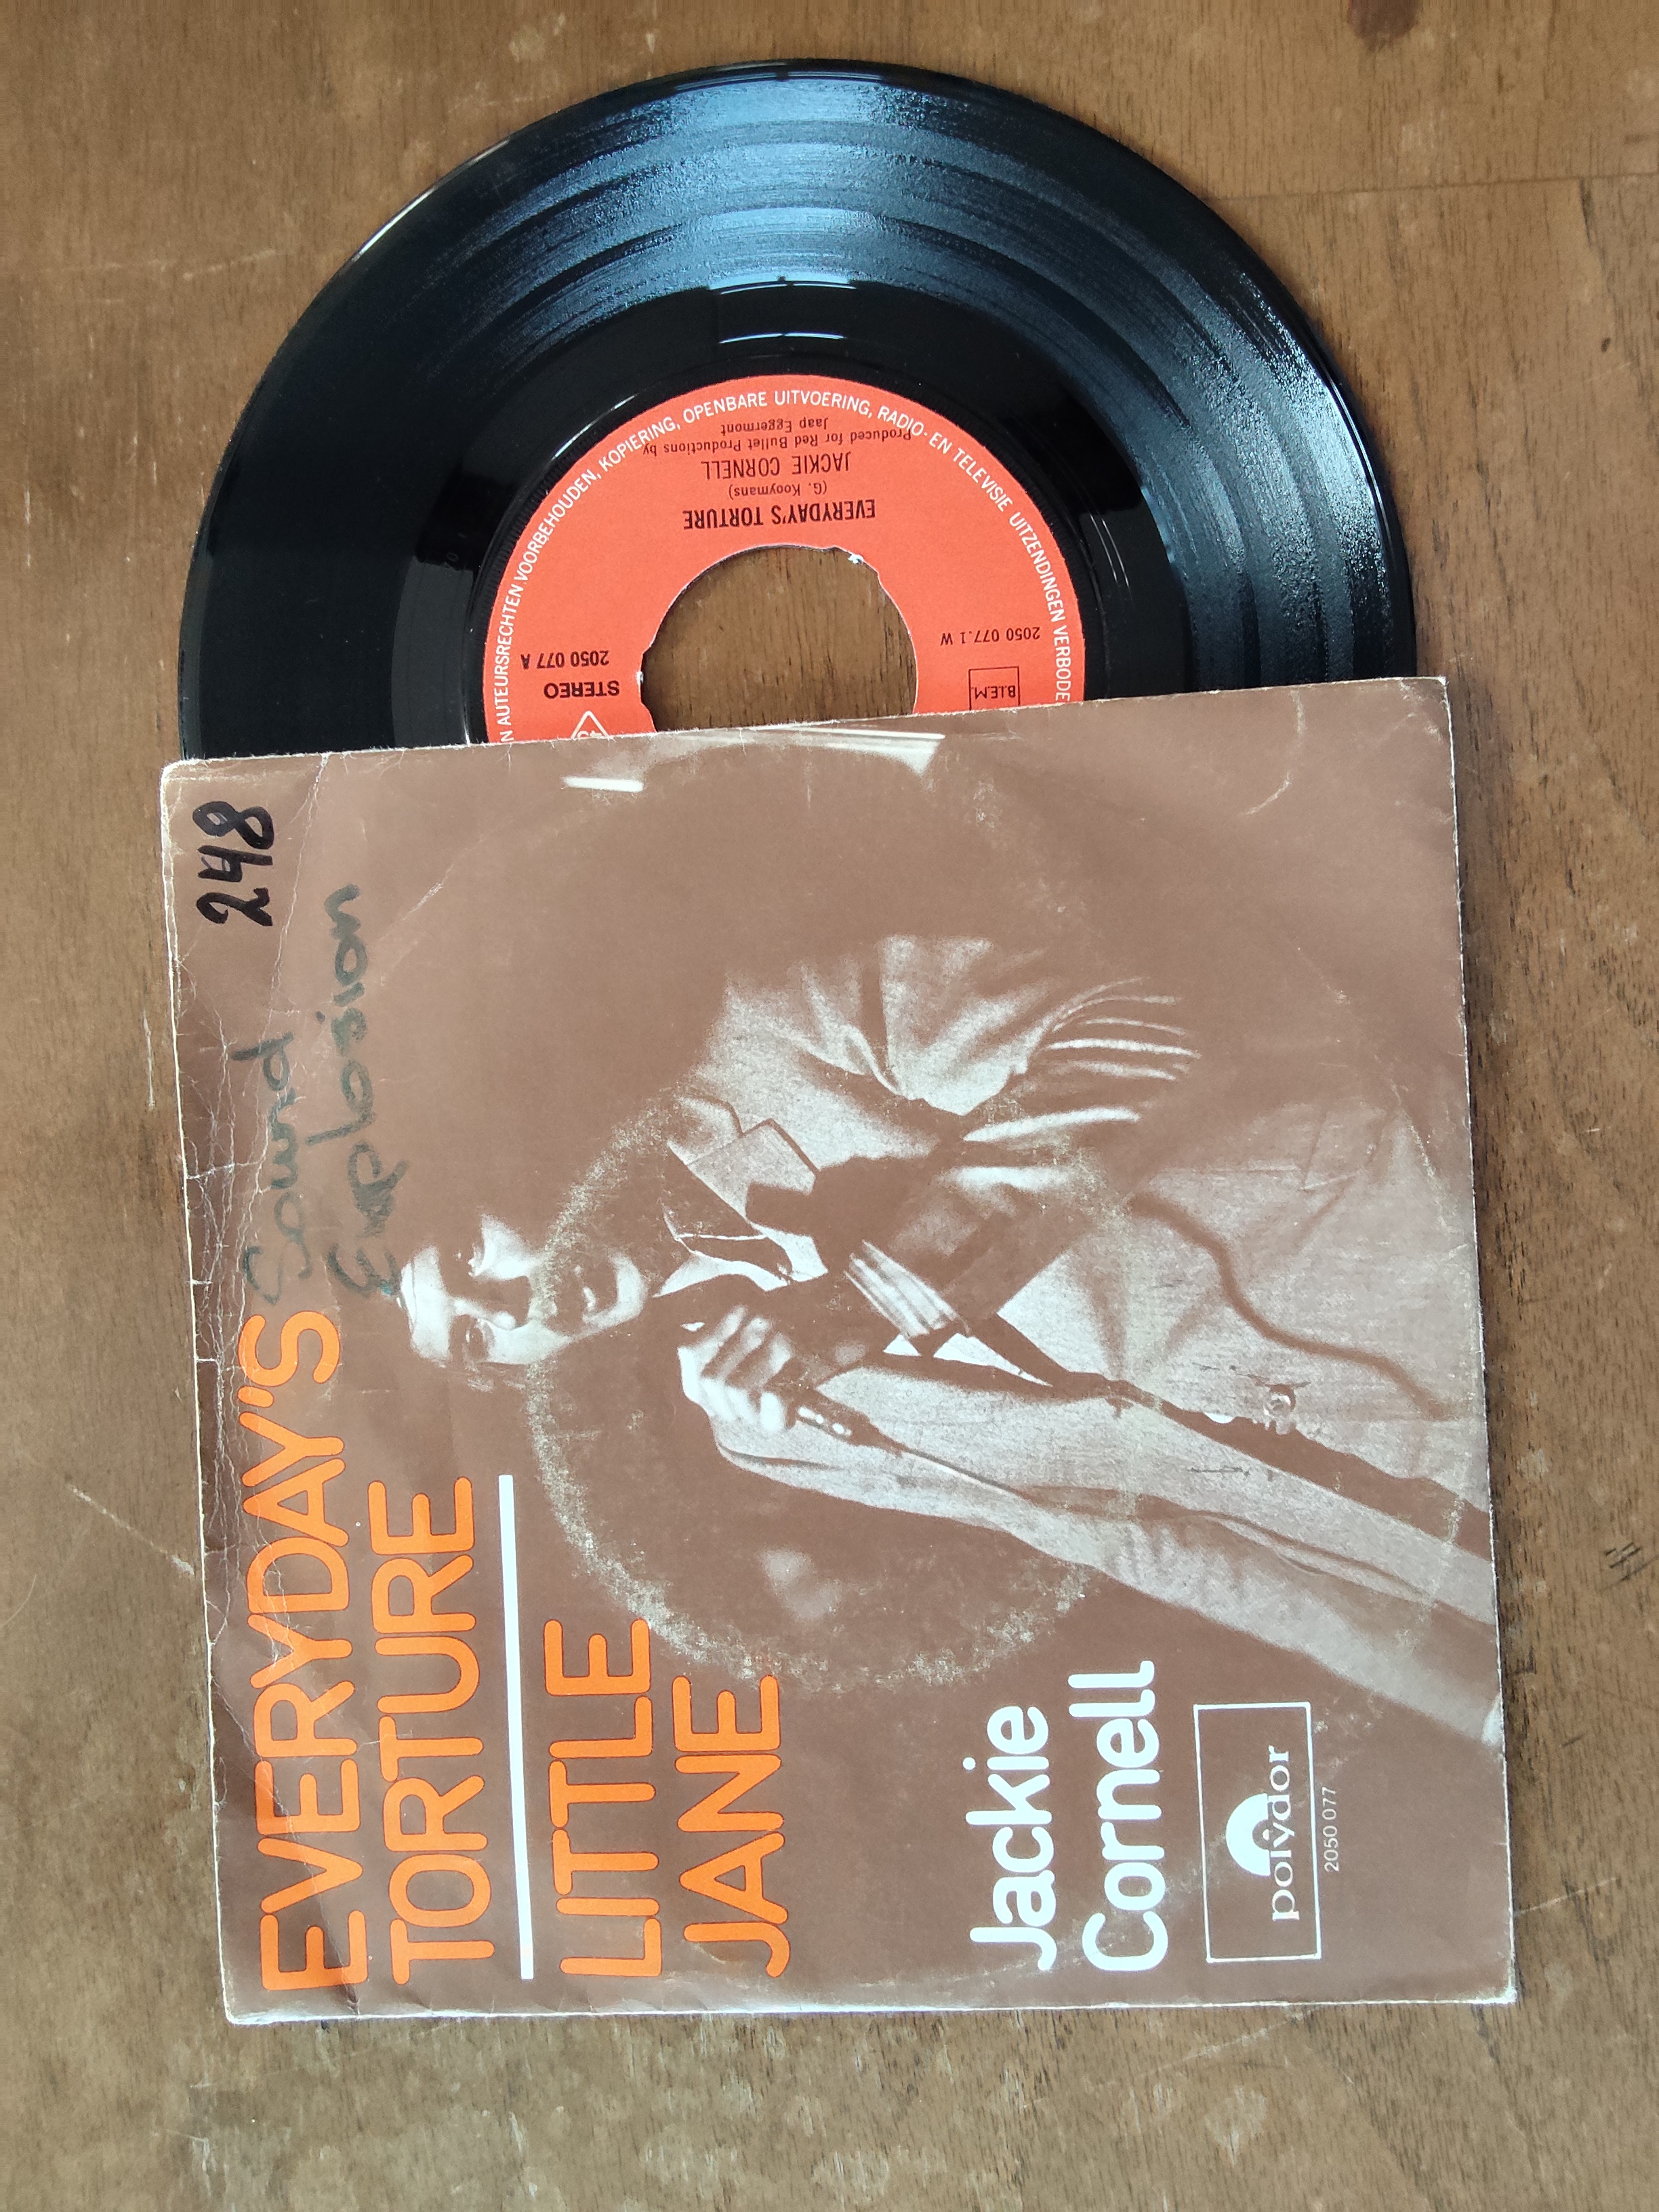 248
Sound
Explosion
EVERYDAY'S
TORTURE
LITTLE
JANE
Jackie
Cornell
polydor
2050 077
N AUTEURSRECHTEN VOORBEHOUDEN, KOPIERING, OPENBARE UITVOERING, RADIO- EN TELEVISIE UITZENDINGEN VERBODE
STEREO
2050 077 A
B.I.E.M.
2050 077.1 W
EVERYDAY'S TORTURE
(G. Kooymans)
JACKIE CORNELL
Produced for Red Bullet Productions by
Jaap Eggermont